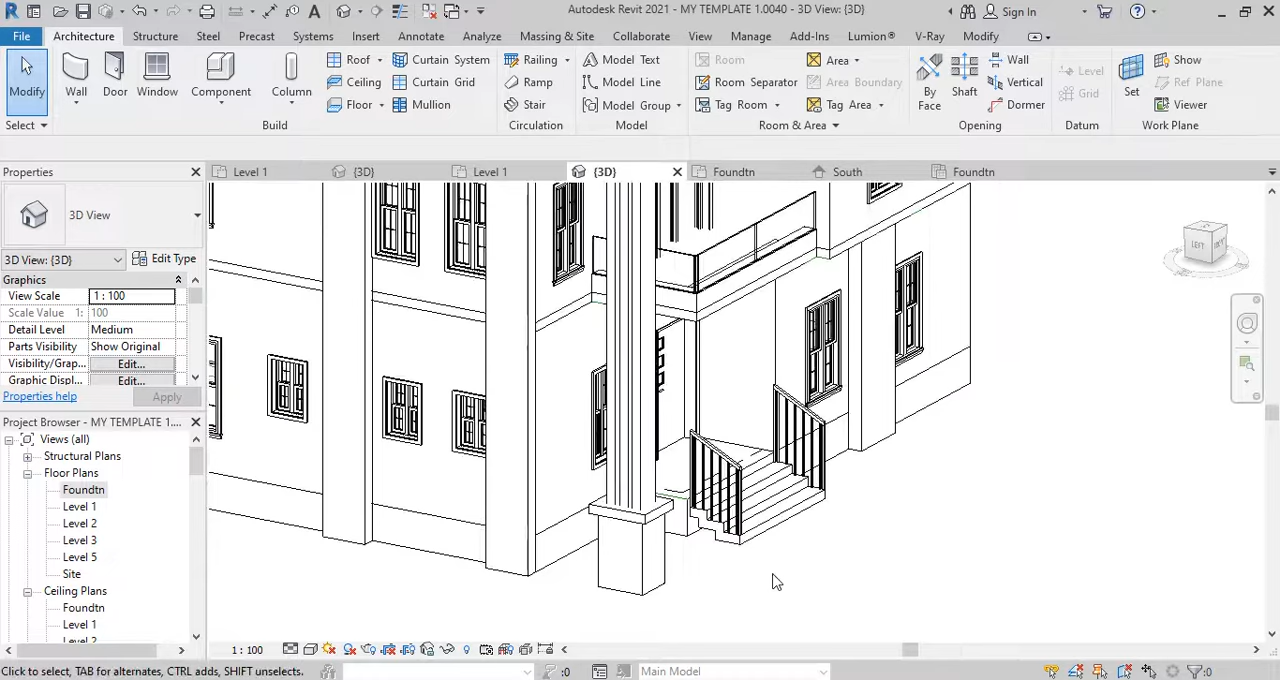 Autodesk Revit 2021 - MY TEMPLATE 1.0040 - 3D View: {3D}
Sign In
File Architecture Structure Steel Precast Systems Insert Annotate Analyze Massing & Site Collaborate View Manage Add-Ins Lumion® V-Ray Modify
Modify
Wall
Door
Window
Component
Column
Roof
Ceiling
Floor
Curtain System
Curtain Grid
Mullion
Railing
Ramp
Stair
Model Text
Model Line
Model Group
Room
Room Separator
Tag Room
Area
Area Boundary
Tag Area
By
Face
Shaft
Wall
Vertical
Dormer
Level
Grid
Set
Show
Ref Plane
Viewer
Select Build Circulation Model Room & Area Opening Datum Work Plane
Properties
Level 1 {3D} Level 1 {3D} Foundtn South Foundtn
3D View
3D View: {3D} Edit Type
Graphics
View Scale 1 : 100
Scale Value 1: 100
Detail Level Medium
Parts Visibility Show Original
Visibility/Grap... Edit...
Graphic Displ... Edit...
Properties help Apply
Project Browser - MY TEMPLATE 1....
Views (all)
Structural Plans
Floor Plans
Foundtn
Level 1
Level 2
Level 3
Level 5
Site
Ceiling Plans
Foundtn
Level 1
Level 2
LEFT
1 : 100
Click to select, TAB for alternates, CTRL adds, SHIFT unselects.
:0
Main Model
:0